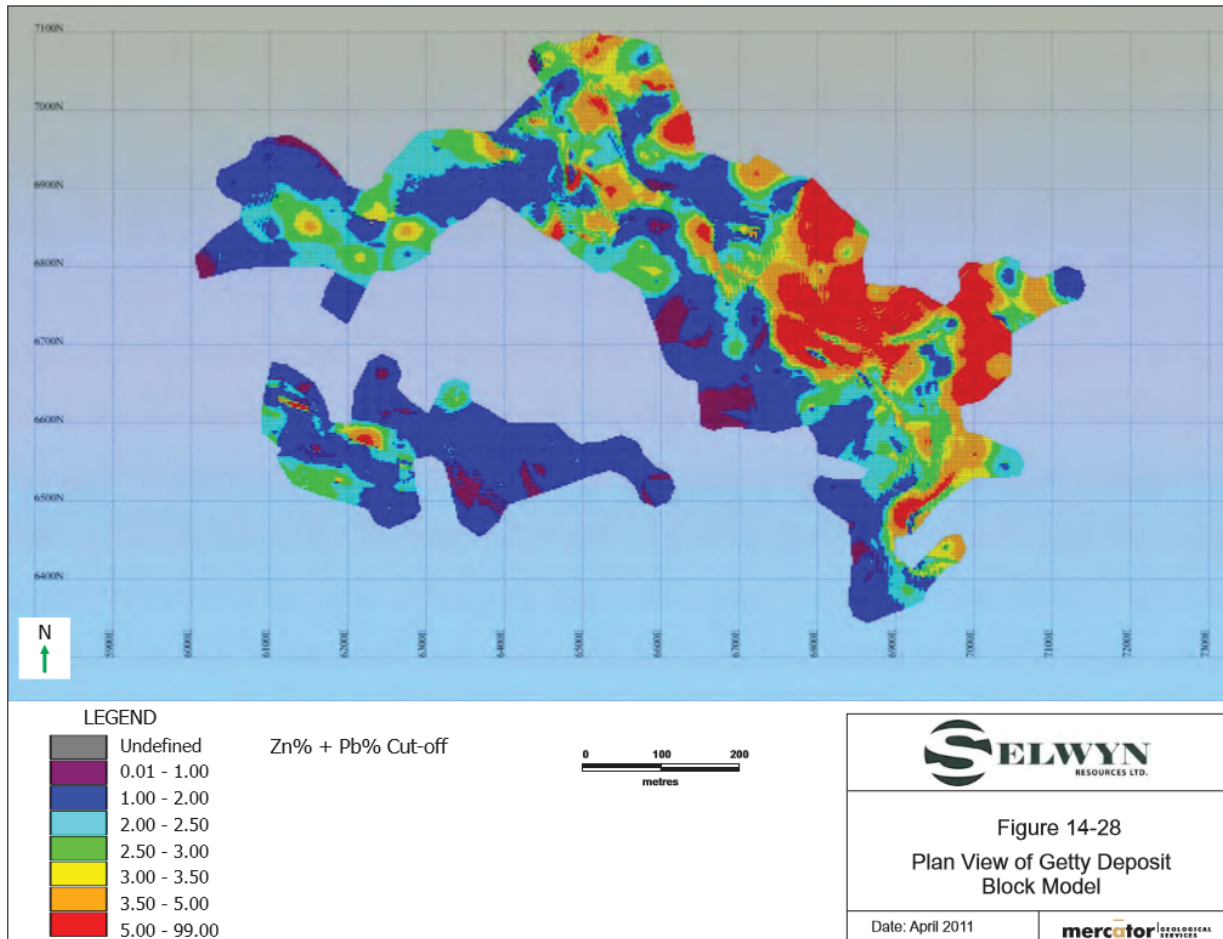 7100N
7000N
6900N
6800N
6700N
6600N
6500N
6400N
5900E
6000E
6100E
6200E
6300E
6400E
6500E
6600E
6700E
6800E
6900E
7000E
7100E
7200E
7300E
N
LEGEND
Undefined
0.01 - 1.00
1.00 - 2.00
2.00 - 2.50
2.50 - 3.00
3.00 - 3.50
3.50 - 5.00
5.00 - 99.00
Zn% + Pb% Cut-off
0 100 200
metres
SELWYN
RESOURCES LTD.
Figure 14-28
Plan View of Getty Deposit
Block Model
Date: April 2011
mercator GEOLOGICAL
SERVICES